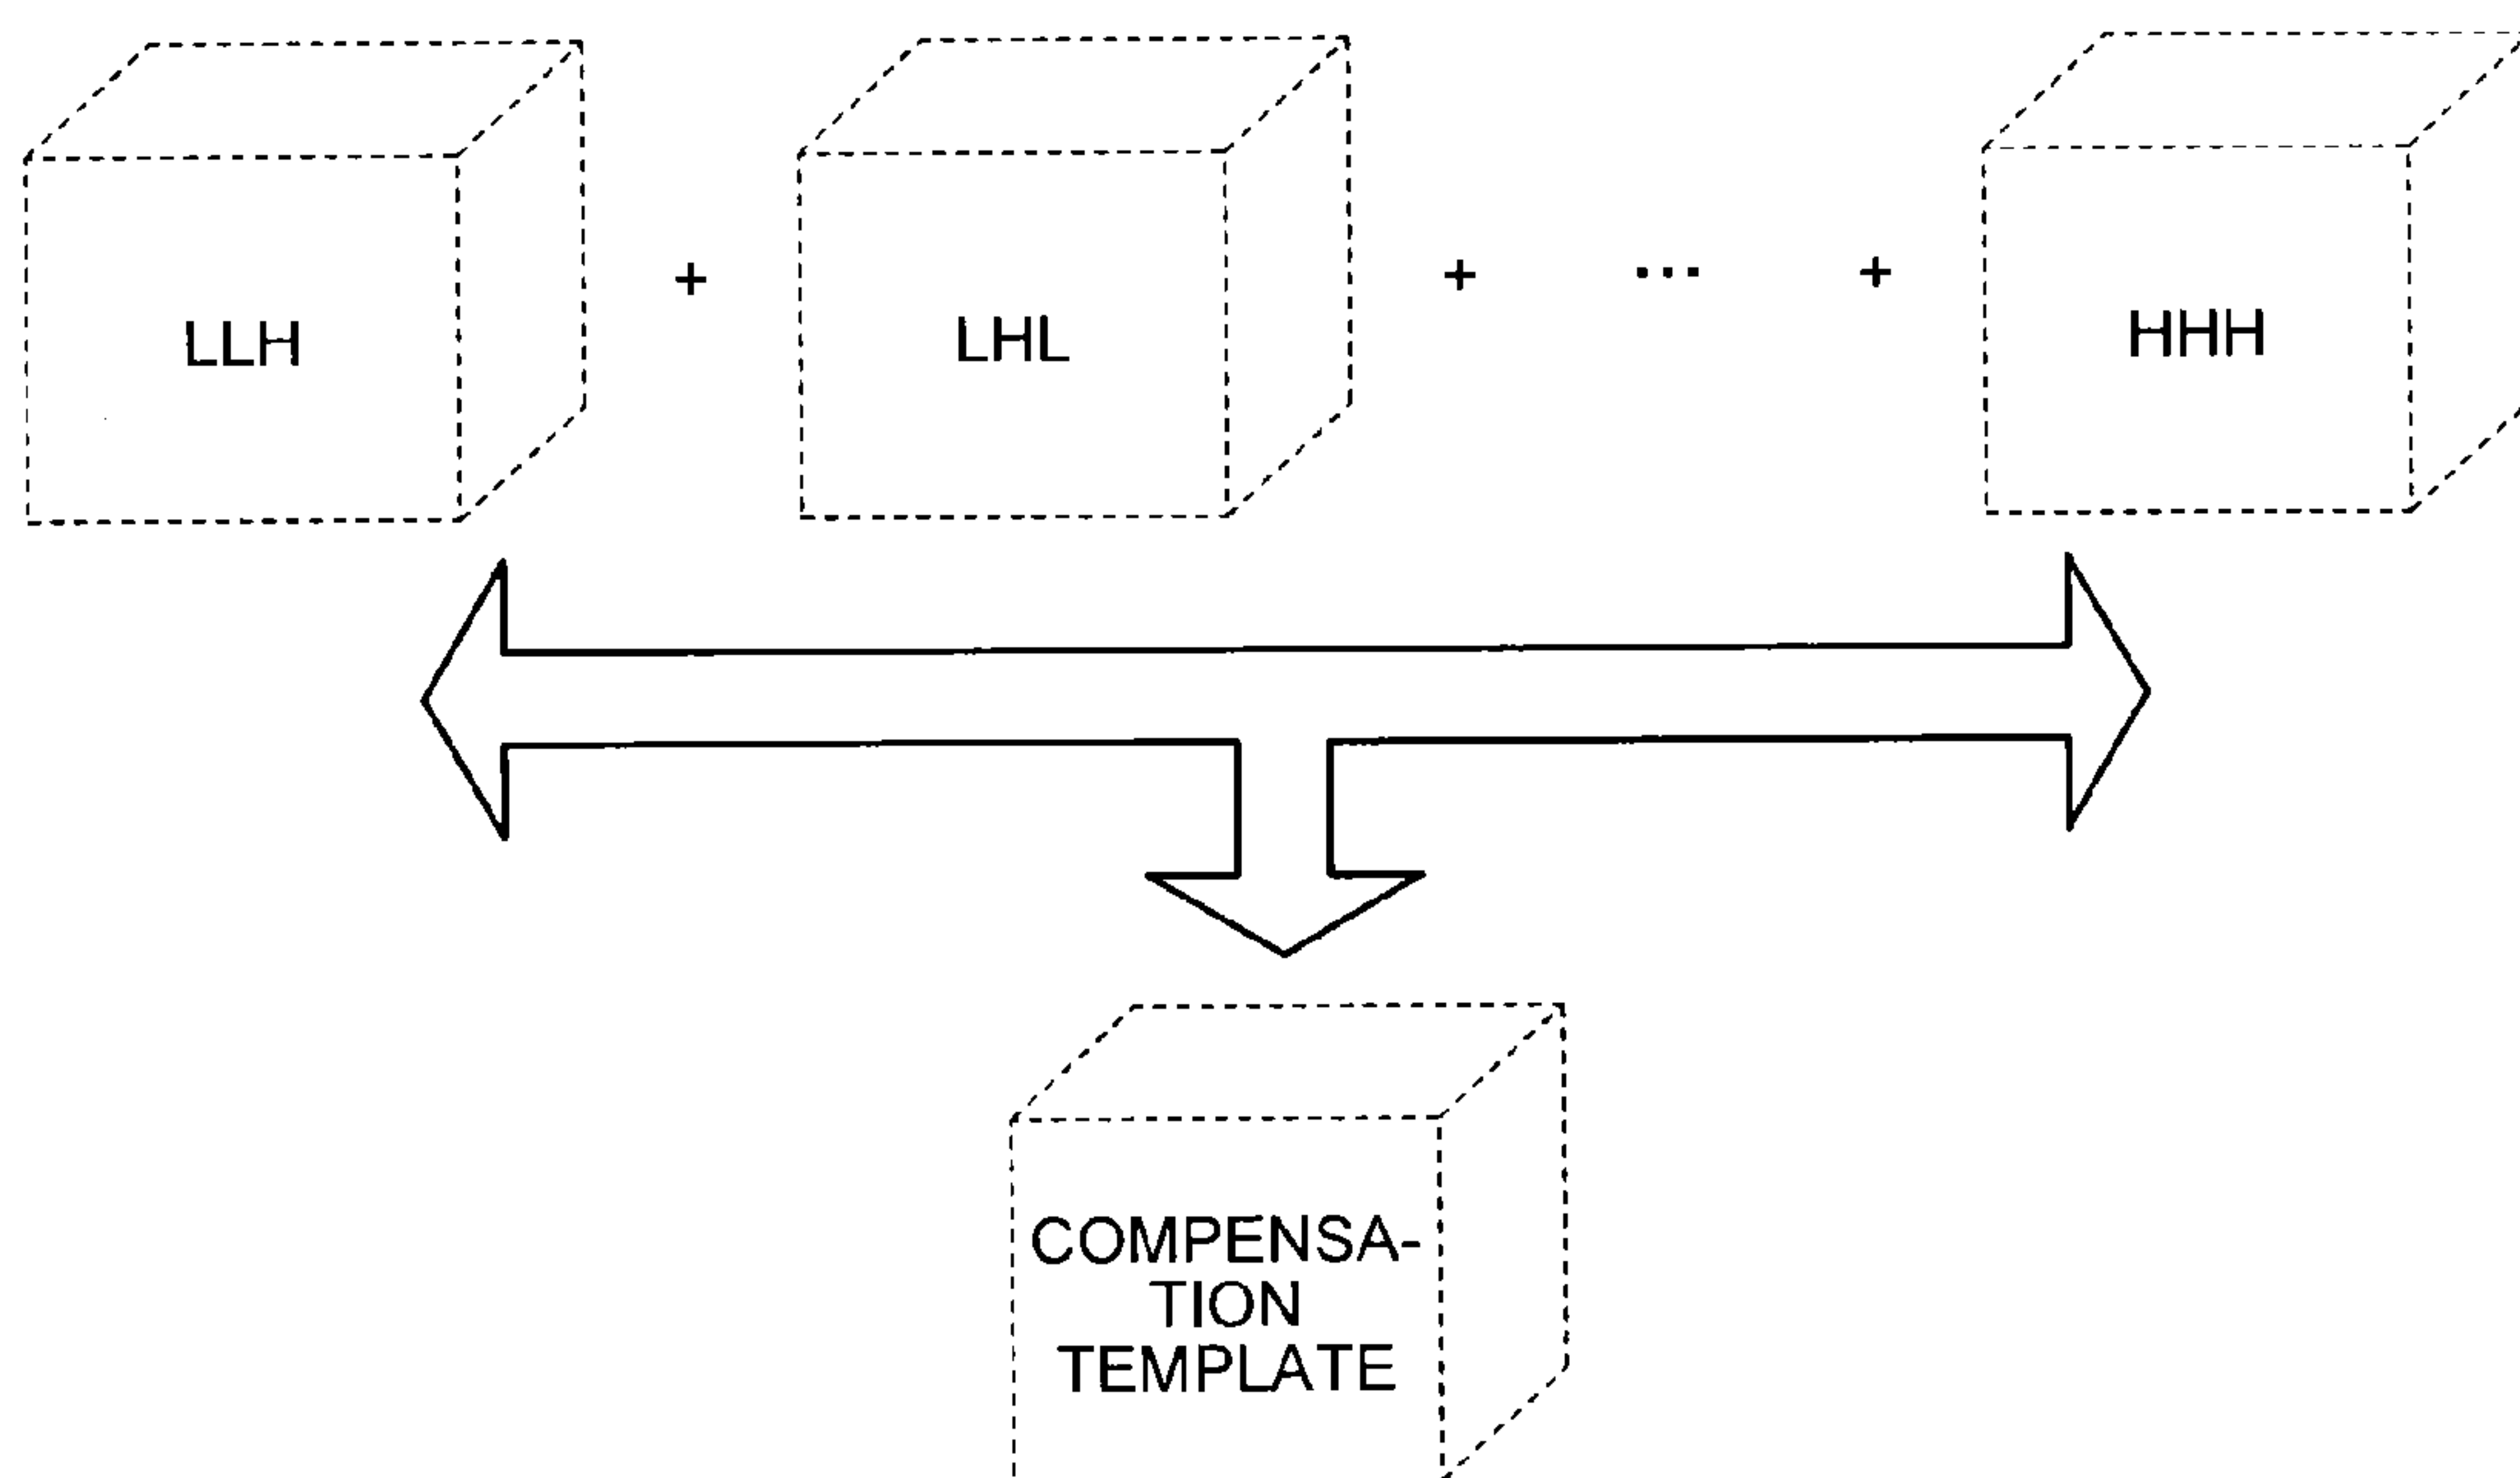 LLH + LHL + ... + HHH
COMPENSA-
TION
TEMPLATE